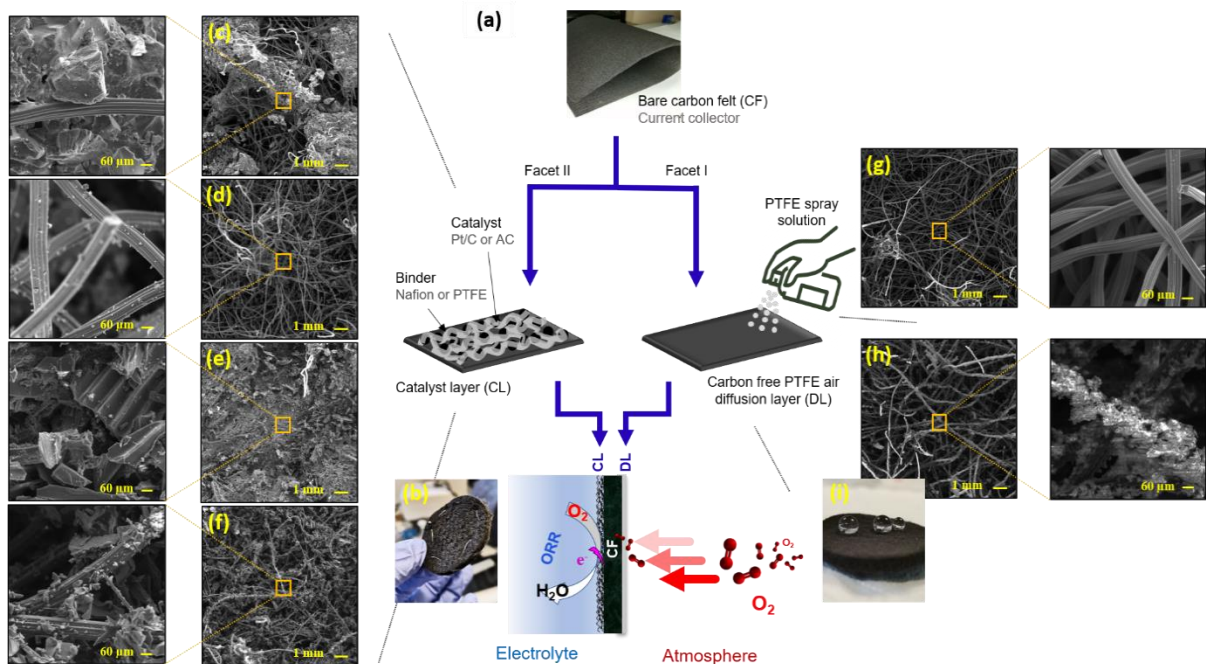 (a)
Bare carbon felt (CF)
Current collector
Facet II
Facet I
Catalyst
Pt/C or AC
Binder
Nafion or PTFE
PTFE spray
solution
Catalyst layer (CL)
Carbon free PTFE air
diffusion layer (DL)
CL
DL
(b)
O₂
ORR
e⁻
H₂O
CF
O₂
O₂
Electrolyte
Atmosphere
(c)
60 µm
1 mm
(d)
60 µm
1 mm
(e)
60 µm
1 mm
(f)
60 µm
1 mm
(g)
1 mm
60 µm
(h)
1 mm
60 µm
(i)